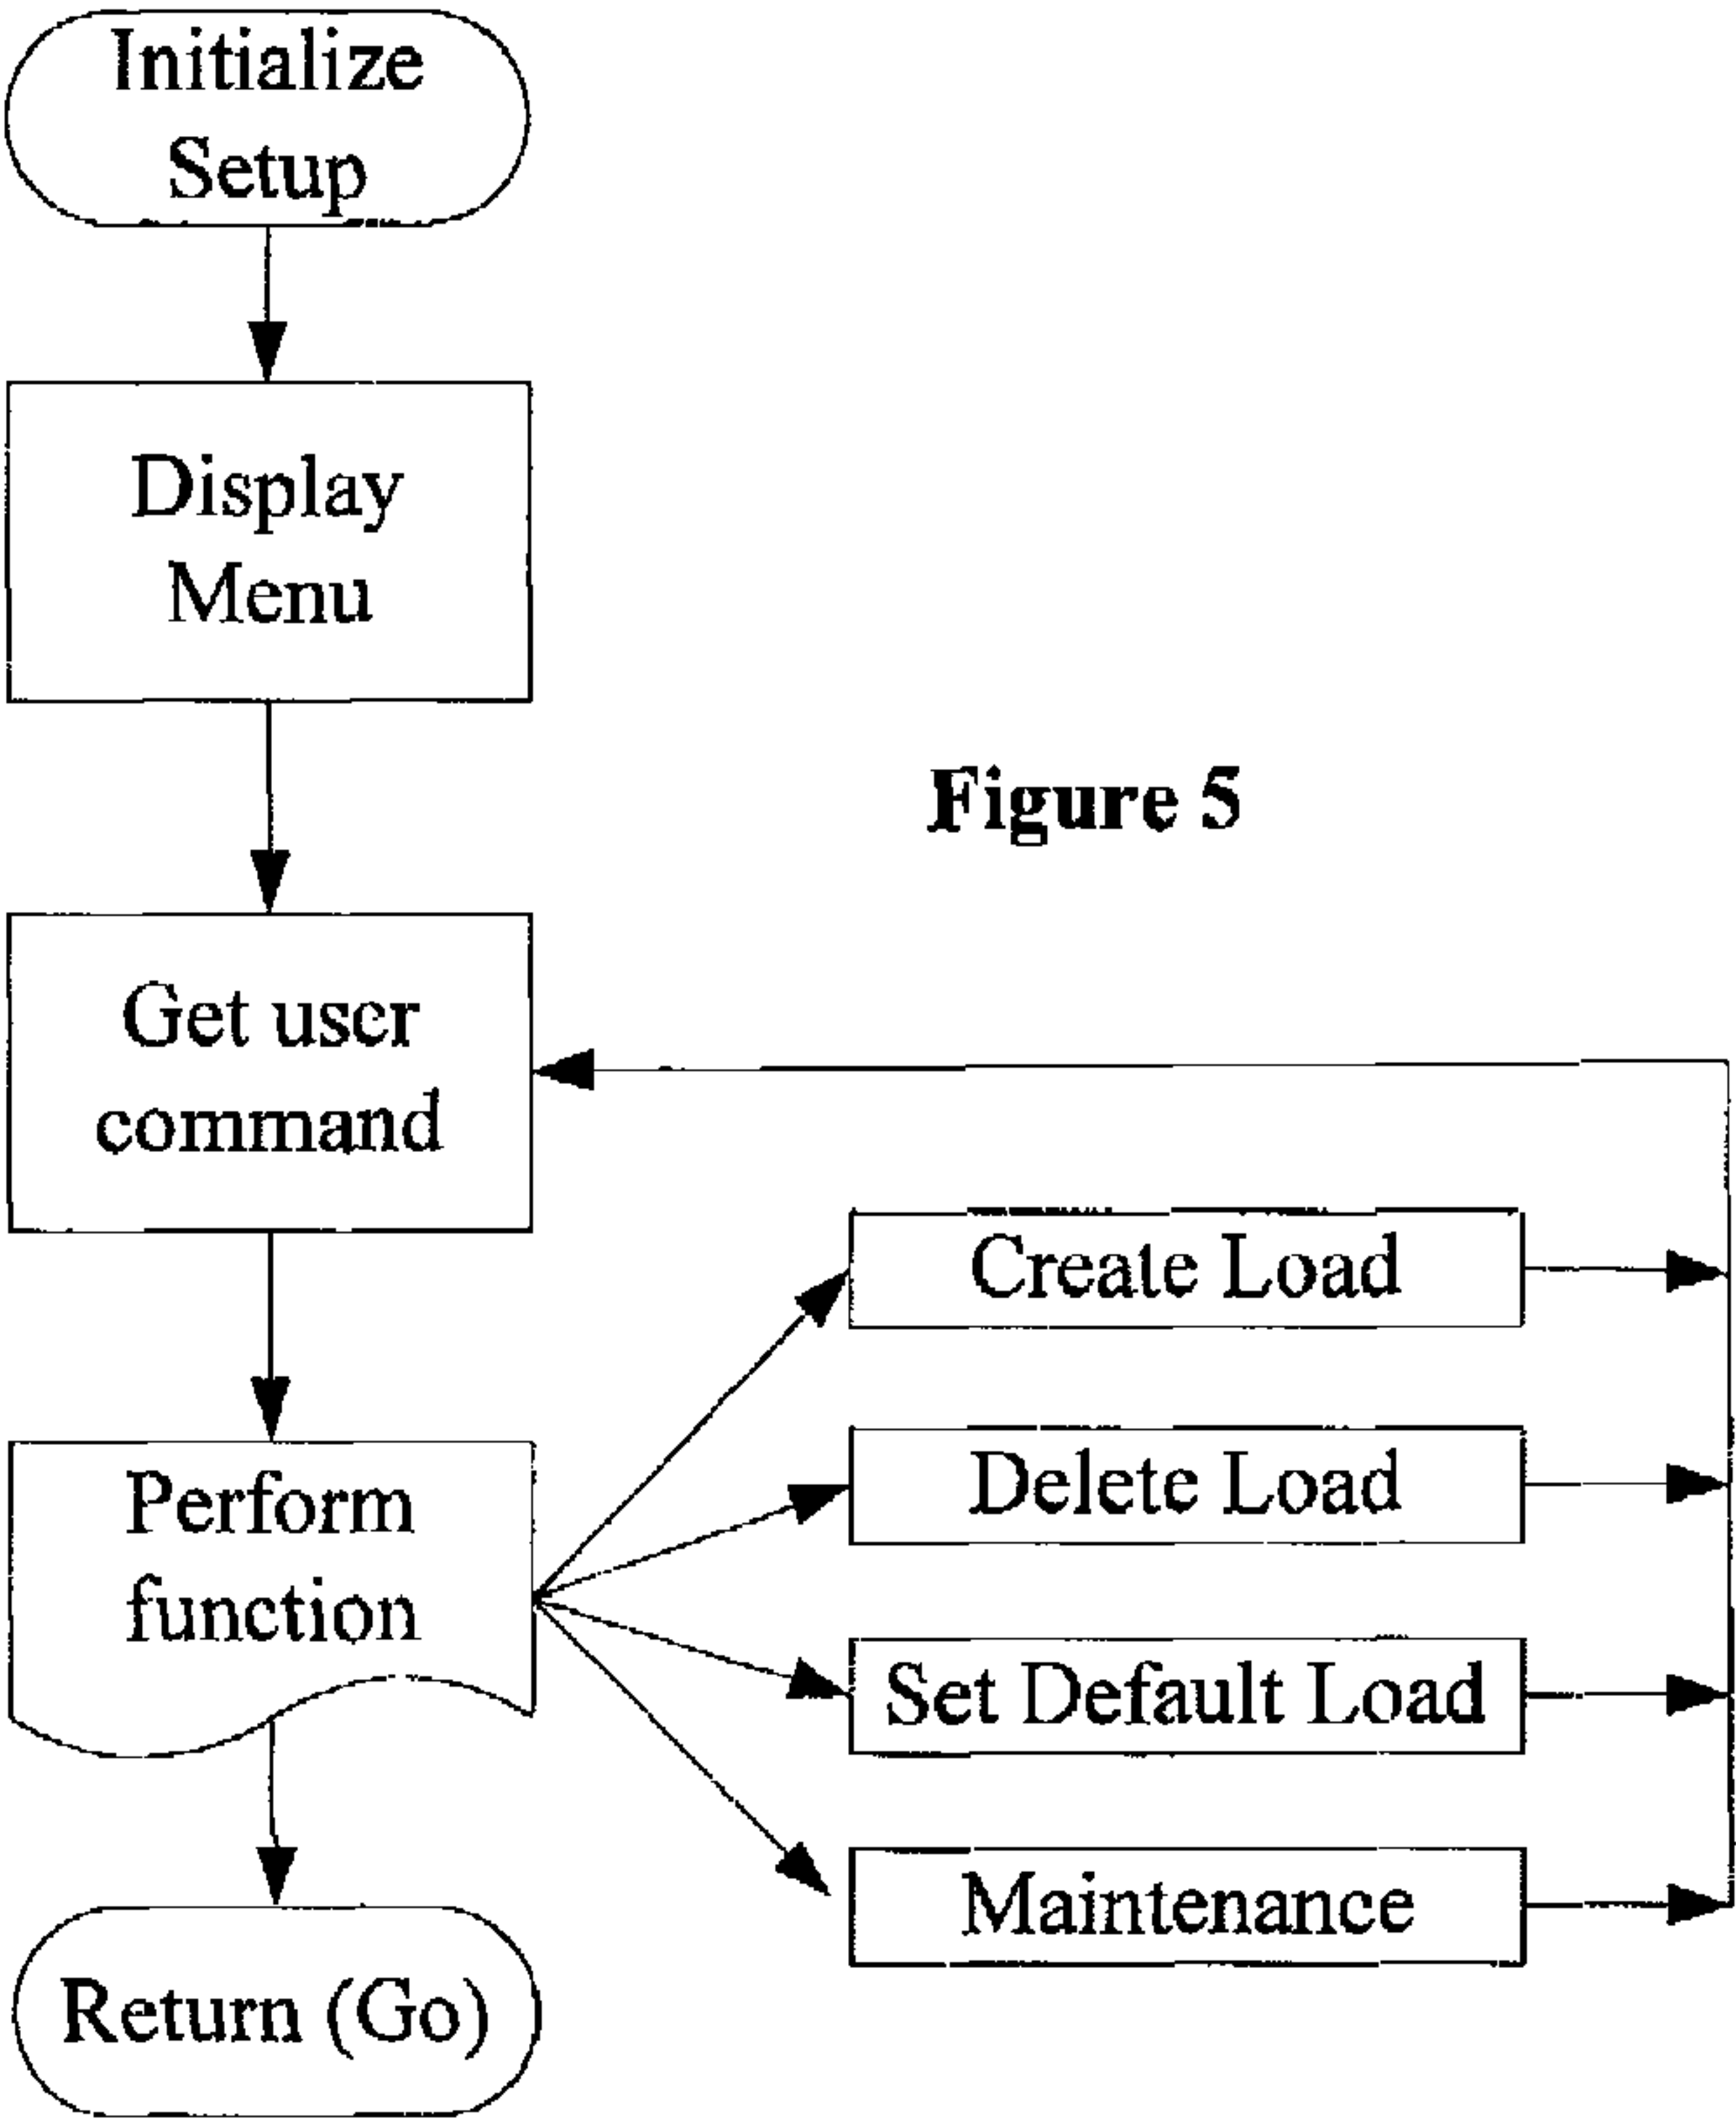 Initialize
Setup
Display
Menu
Figure 5
Get user
command
Create Load
Delete Load
Perform
function
Set Default Load
Maintenance
Return (Go)